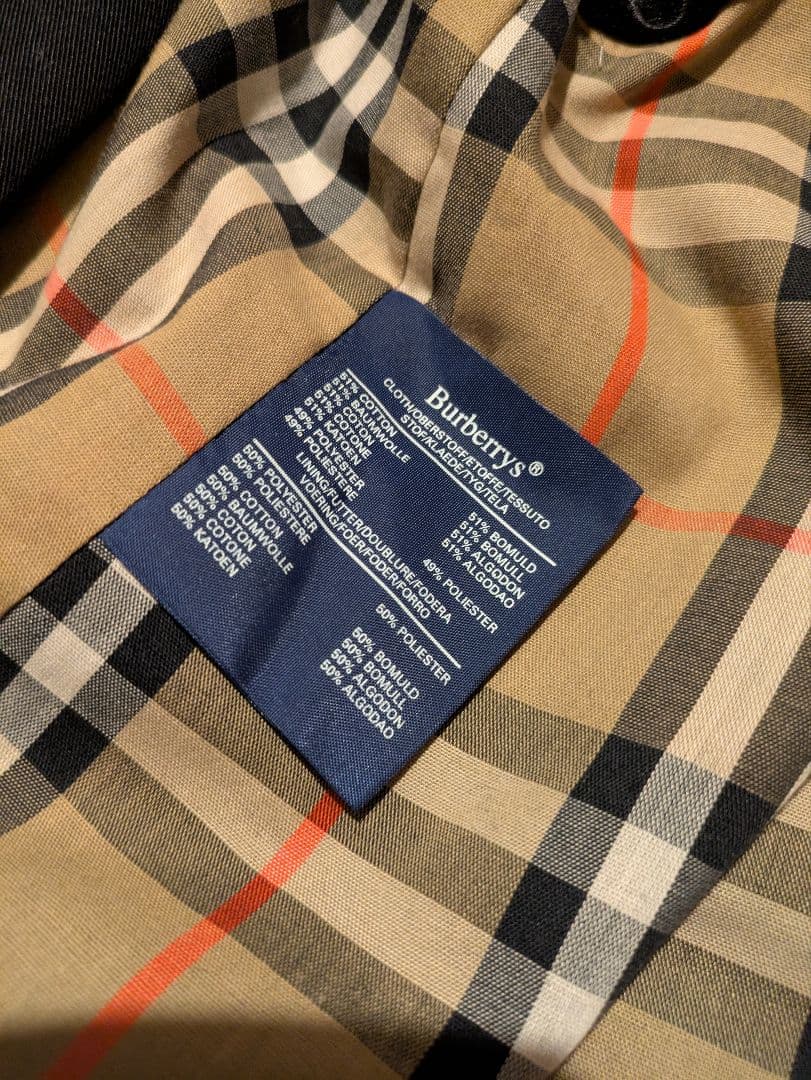 Burberrys®
CLOTH/OBERSTOFF/ETOFFE/TESSUTO
STOF/KLAEDE/TYG/TELA
51% COTTON
51% BAUMWOLLE
51% COTON
51% COTONE
51% KATOEN
49% POLYESTER
49% POLIESTERE
51% BOMULD
51% BOMULL
51% ALGODON
51% ALGODAO
49% POLIESTER
LINING/FUTTER/DOUBLURE/FODERA
VOERING/FOER/FODER/FORRO
50% POLYESTER
50% POLIESTERE
50% COTTON
50% BAUMWOLLE
50% COTON
50% COTONE
50% KATOEN
50% POLIESTER
50% BOMULD
50% BOMULL
50% ALGODON
50% ALGODAO